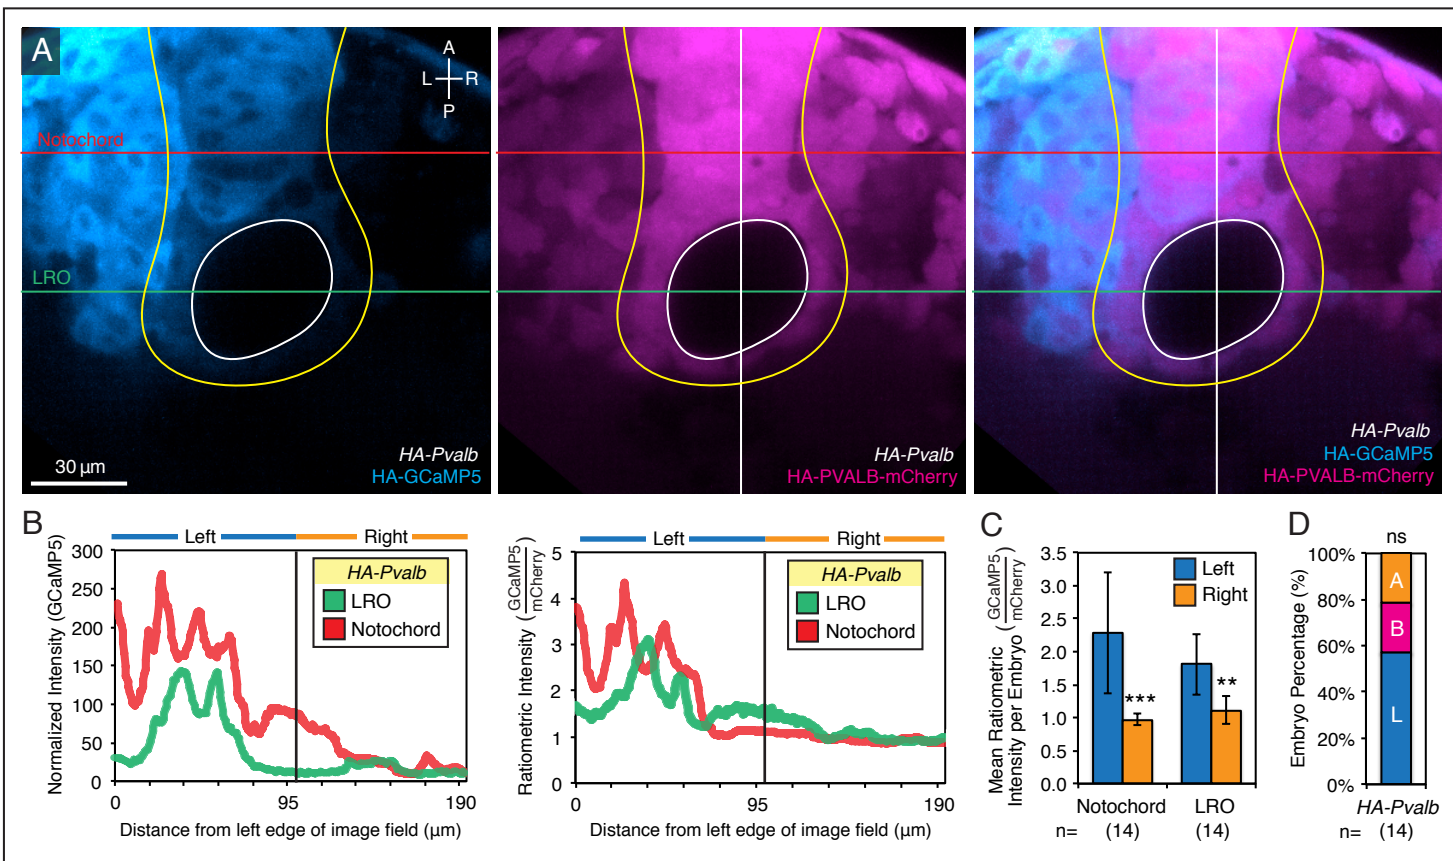 A
A
L R
P
Notochord
LRO
30 µm
HA-Pvalb
HA-GCaMP5
HA-Pvalb
HA-PVALB-mCherry
HA-Pvalb
HA-GCaMP5
HA-PVALB-mCherry
B
Left Right
Normalized Intensity (GCaMP5)
300
250
200
150
100
50
0
HA-Pvalb
LRO
Notochord
0 95 190
Distance from left edge of image field (µm)
Left Right
Ratiometric Intensity (GCaMP5/mCherry)
5
4
3
2
1
0
HA-Pvalb
LRO
Notochord
0 95 190
Distance from left edge of image field (µm)
C
Mean Ratiometric
Intensity per Embryo (GCaMP5/mCherry)
3.5
3.0
2.5
2.0
1.5
1.0
0.5
0.0
Left
Right
***
**
Notochord LRO
n= (14) (14)
D
ns
Embryo Percentage (%)
100%
80%
60%
40%
20%
0%
A
B
L
HA-Pvalb
n= (14)